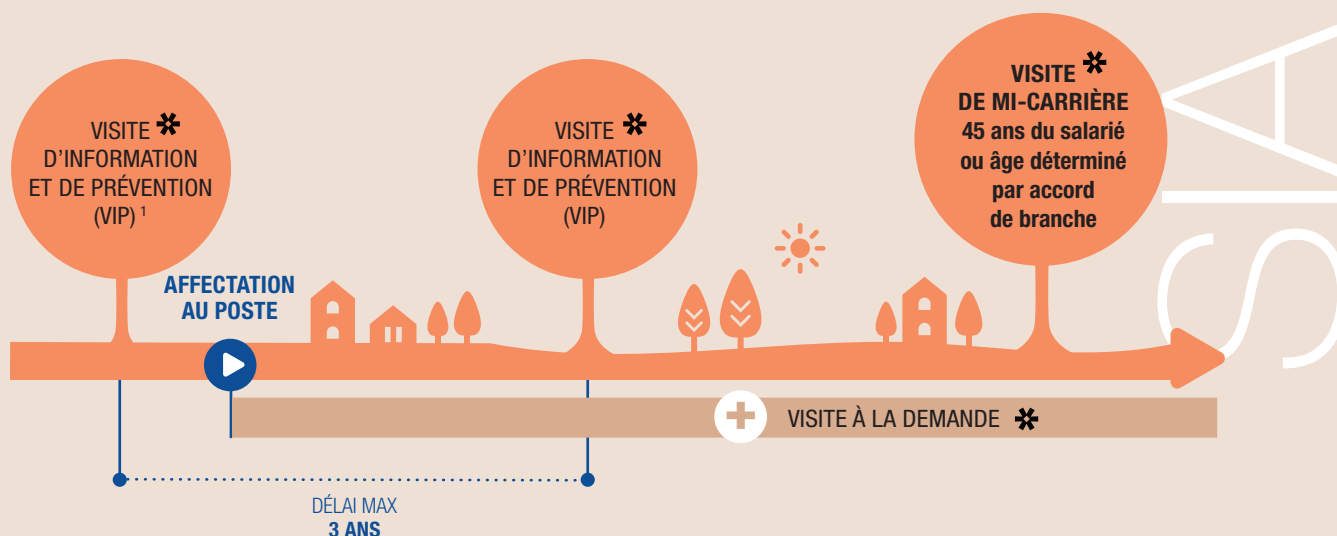 VISITE ✲
D'INFORMATION
ET DE PRÉVENTION
(VIP) 1
VISITE ✲
D'INFORMATION
ET DE PRÉVENTION
(VIP)
VISITE ✲
DE MI-CARRIÈRE
45 ans du salarié
ou âge déterminé
par accord
de branche
AFFECTATION
AU POSTE
VISITE À LA DEMANDE ✲
DÉLAI MAX
3 ANS
SIA